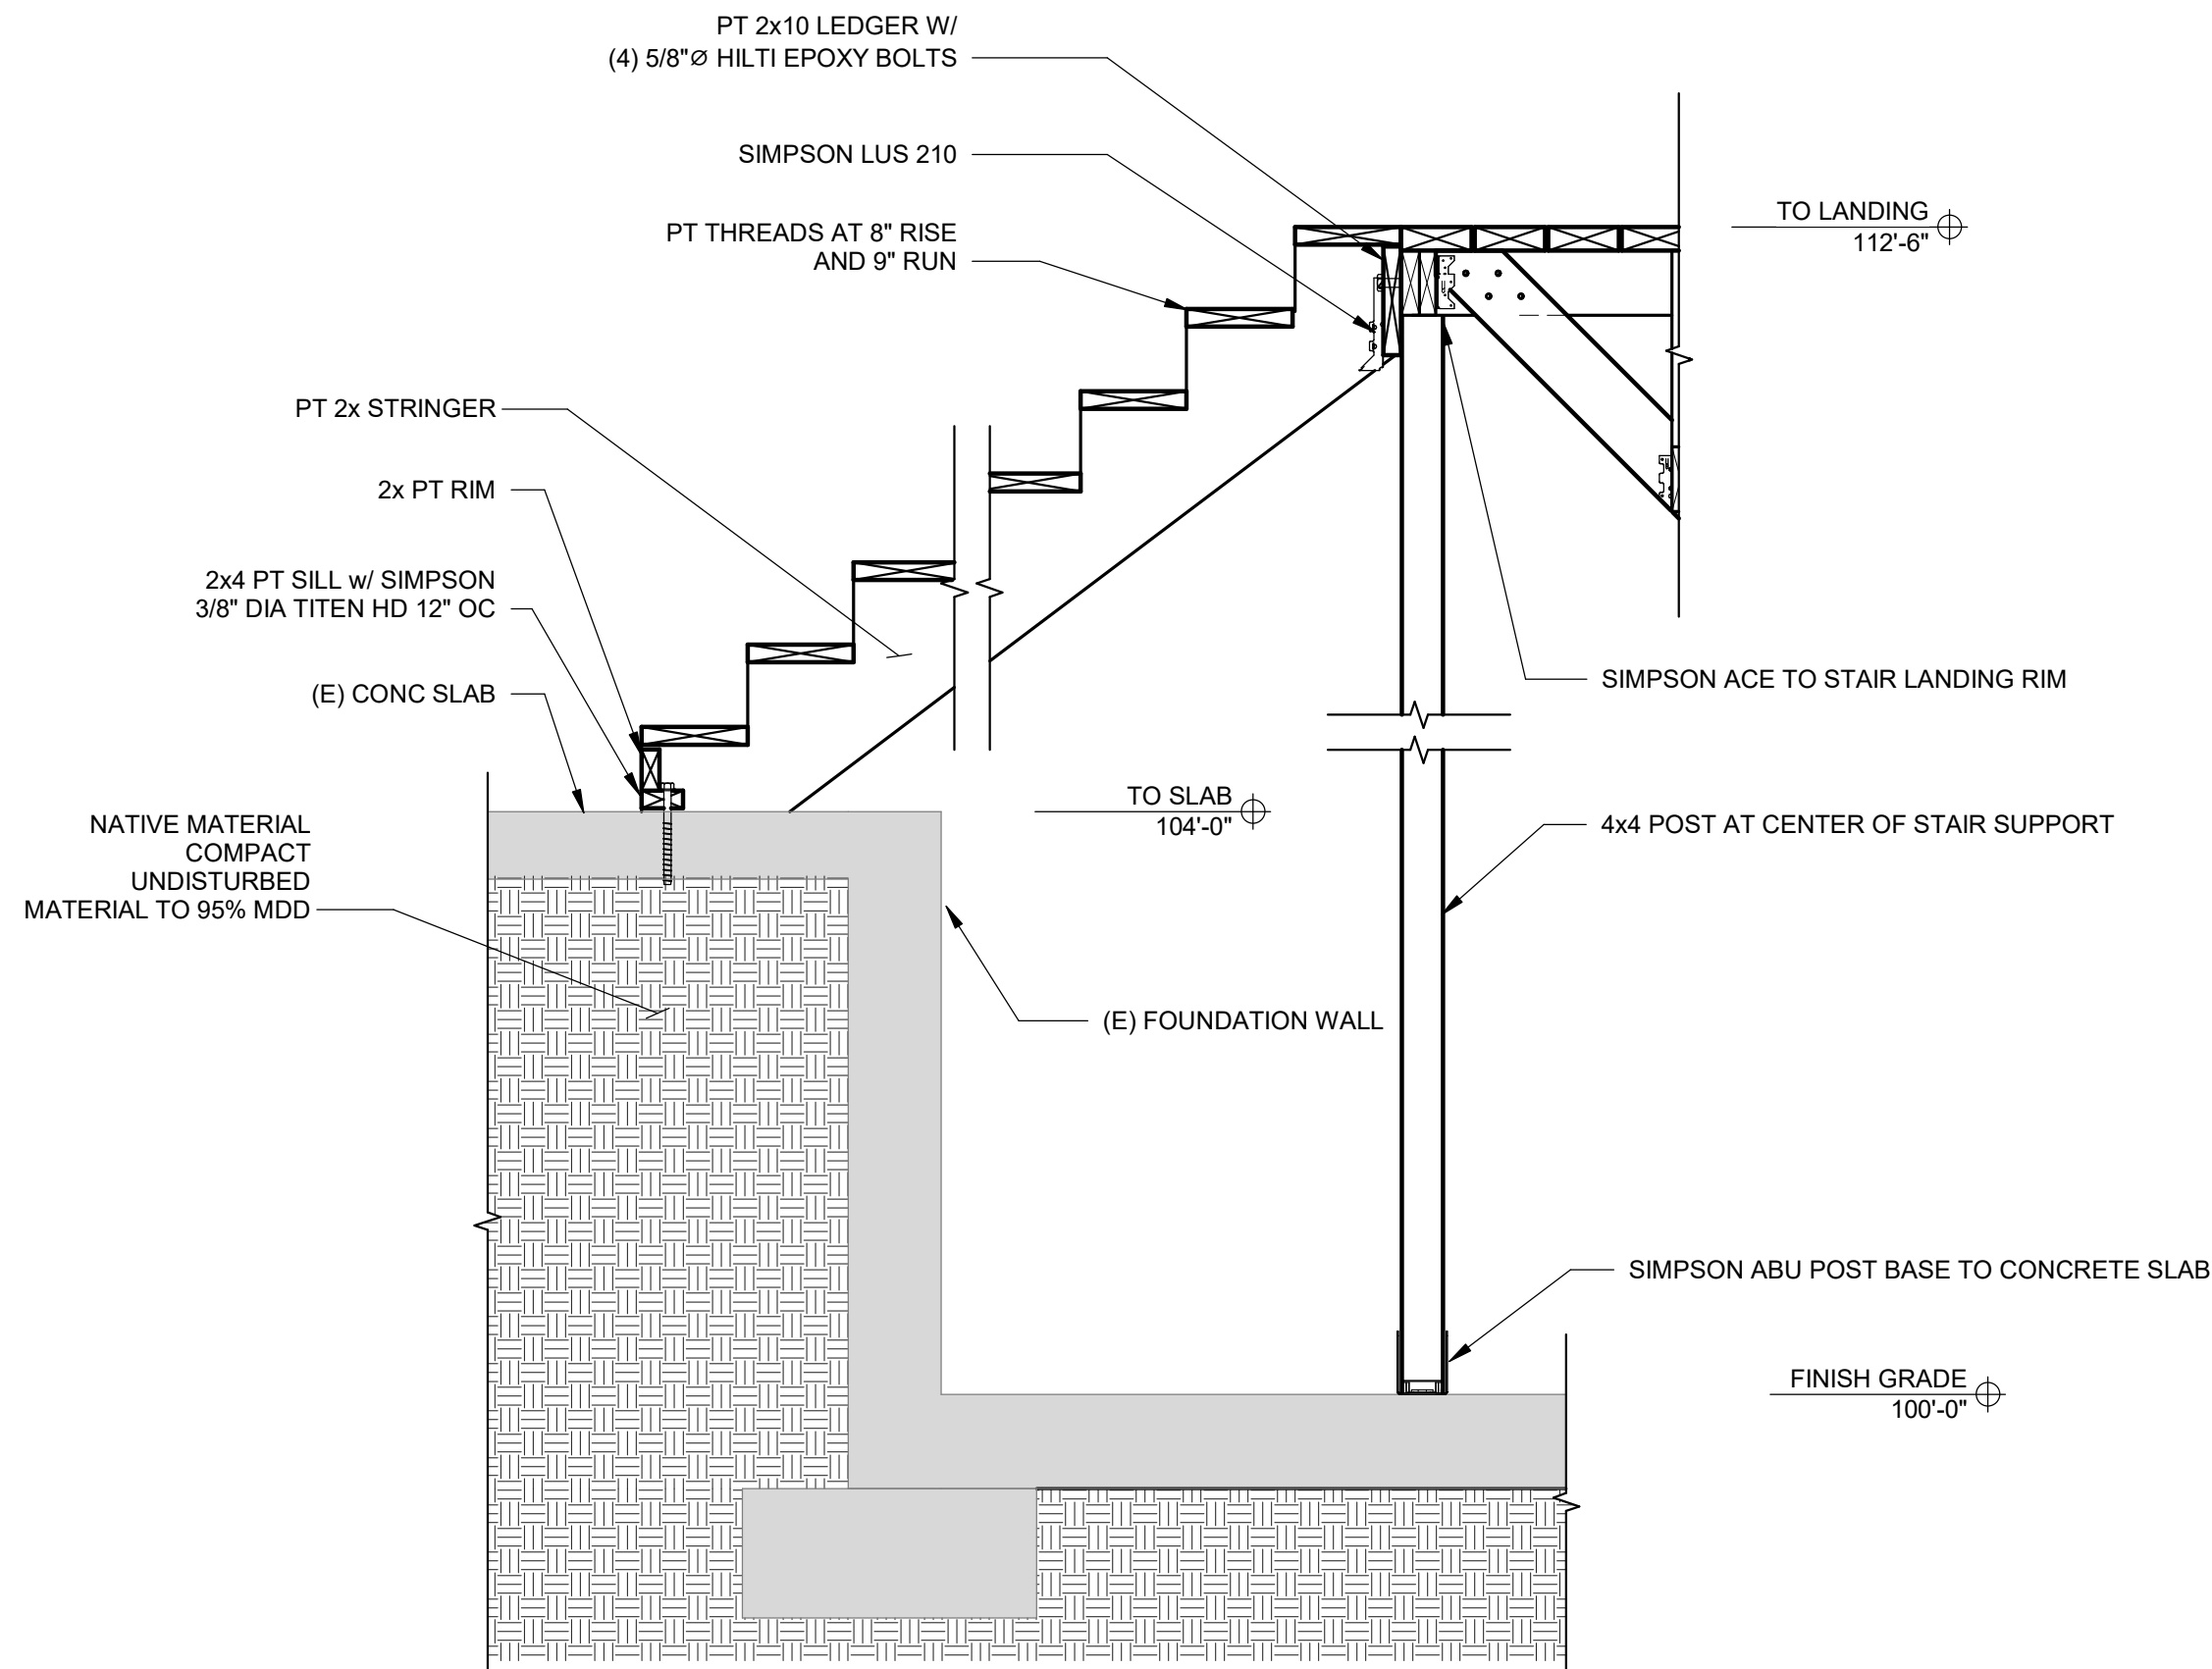 PT 2x10 LEDGER W/
(4) 5/8"Ø HILTI EPOXY BOLTS
SIMPSON LUS 210
PT THREADS AT 8" RISE
AND 9" RUN
TO LANDING
112'-6"
PT 2x STRINGER
2x PT RIM
2x4 PT SILL w/ SIMPSON
3/8" DIA TITEN HD 12" OC
(E) CONC SLAB
SIMPSON ACE TO STAIR LANDING RIM
TO SLAB
104'-0"
NATIVE MATERIAL
COMPACT
UNDISTURBED
MATERIAL TO 95% MDD
4x4 POST AT CENTER OF STAIR SUPPORT
(E) FOUNDATION WALL
SIMPSON ABU POST BASE TO CONCRETE SLAB
FINISH GRADE
100'-0"